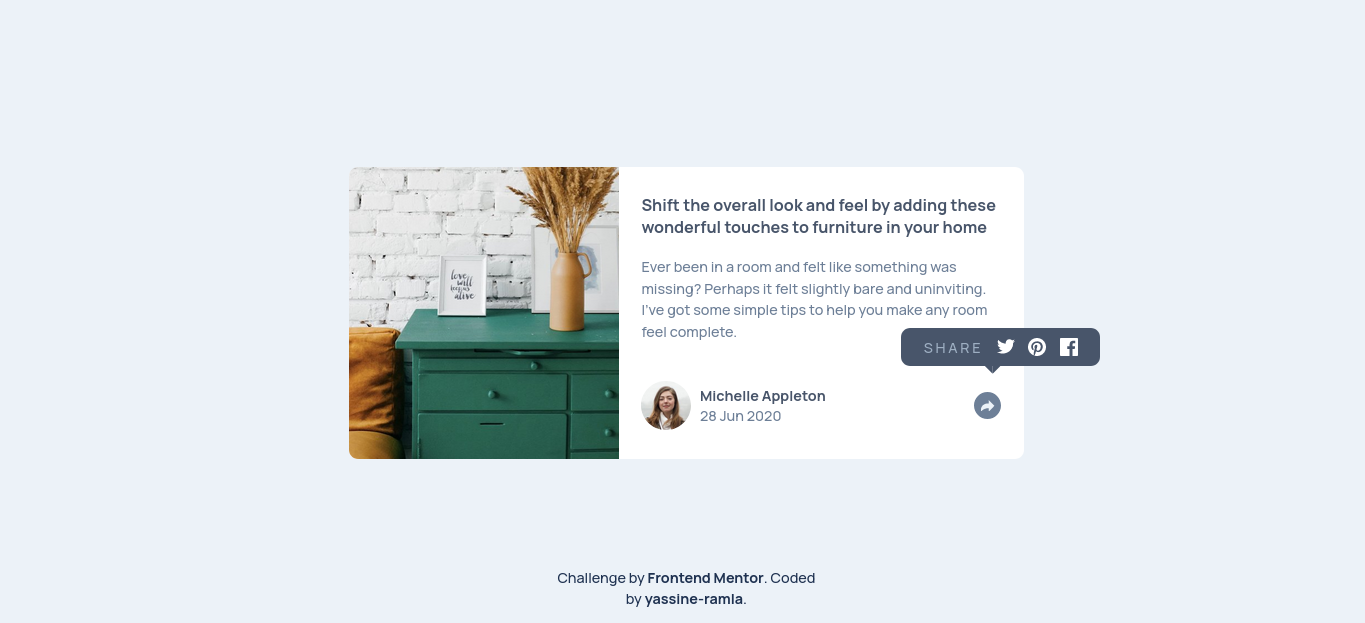 Shift the overall look and feel by adding these
wonderful touches to furniture in your home
Ever been in a room and felt like something was
missing? Perhaps it felt slightly bare and uninviting.
I've got some simple tips to help you make any room
feel complete.
SHARE
Michelle Appleton
28 Jun 2020
love
will
keep us
alive
Challenge by Frontend Mentor. Coded
by yassine-ramla.